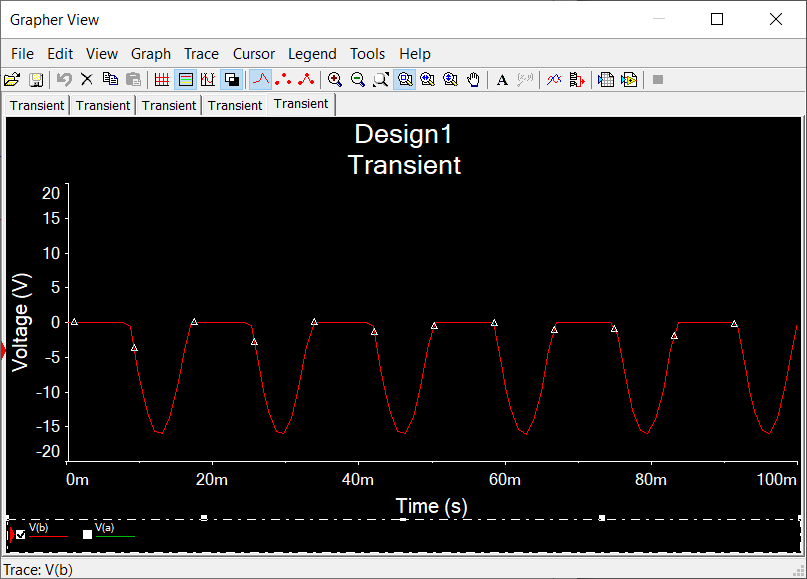 Grapher View
File Edit View Graph Trace Cursor Legend Tools Help
A
Transient Transient Transient Transient Transient
Design1
Transient
Voltage (V)
20
15
10
5
0
-5
-10
-15
-20
0m 20m 40m 60m 80m 100m
Time (s)
V(b) V(a)
Trace: V(b)